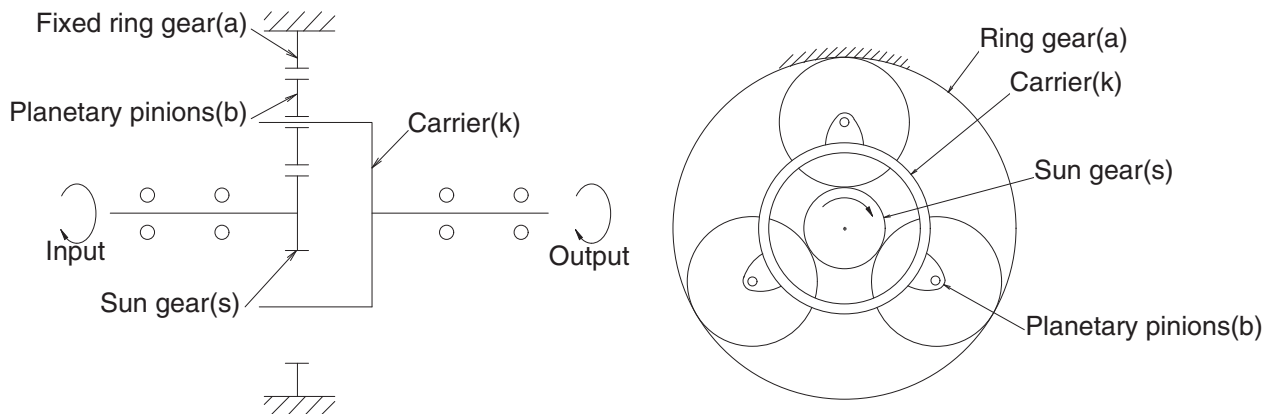 Fixed ring gear(a)
Planetary pinions(b)
Carrier(k)
Input
Output
Sun gear(s)
Ring gear(a)
Carrier(k)
Sun gear(s)
Planetary pinions(b)